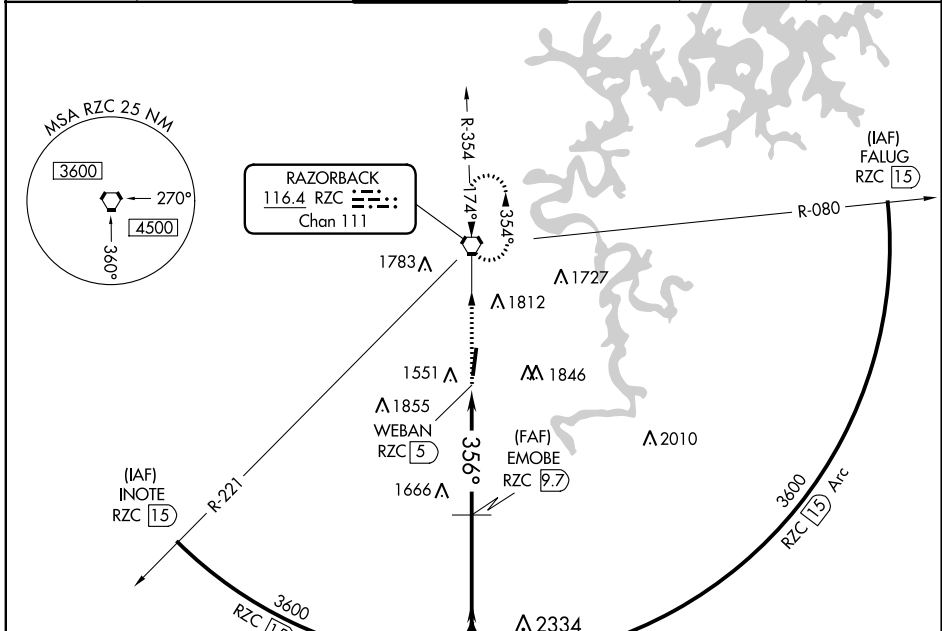 MSA RZC 25 NM
3600
270°
4500
360°
RAZORBACK
116.4 RZC
Chan 111
R-354
174°
354°
(IAF)
FALUG
RZC 15
R-080
1783
1727
1812
1551
1846
1855
WEBAN
RZC 5
356°
(FAF)
EMOBE
RZC 9.7
2010
1666
(IAF)
INOTE
RZC 15
R-221
3600
RZC 15 Arc
3600
RZC
2334